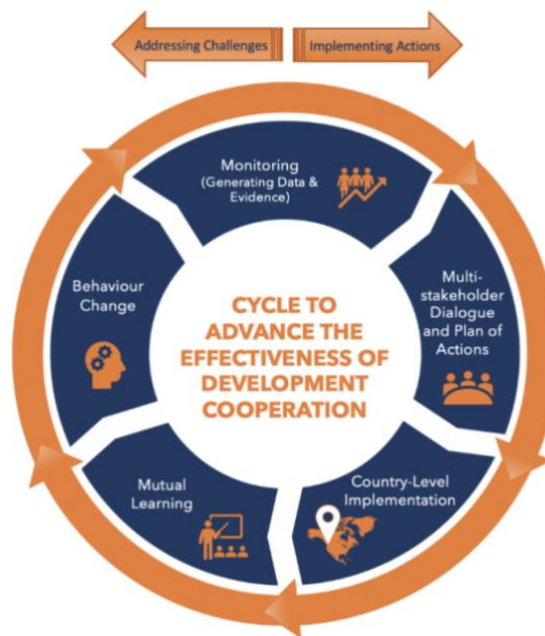 Addressing Challenges
Implementing Actions
Monitoring
(Generating Data &
Evidence)
Multi-
stakeholder
Dialogue
and Plan of
Actions
Country-Level
Implementation
Mutual
Learning
Behaviour
Change
CYCLE TO
ADVANCE THE
EFFECTIVENESS OF
DEVELOPMENT
COOPERATION